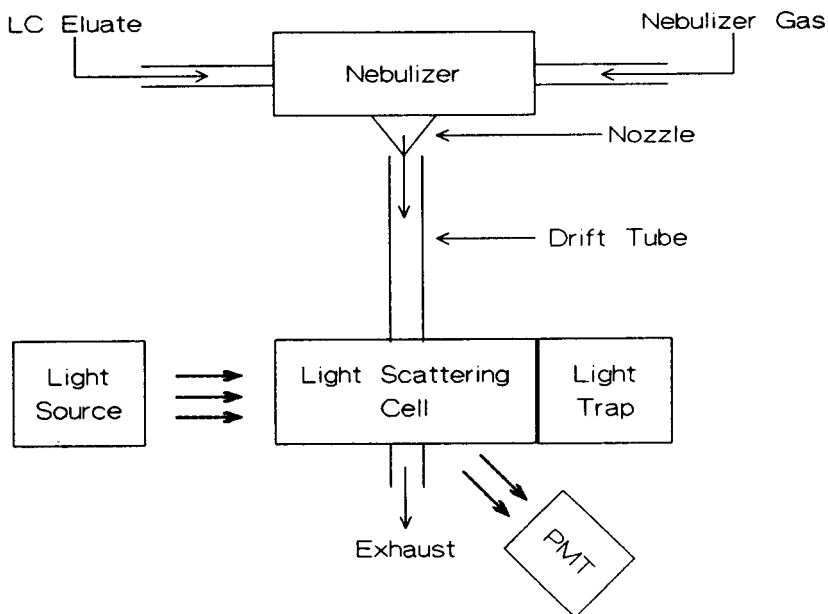 LC Eluate
Nebulizer Gas
Nebulizer
Nozzle
Drift Tube
Light
Source
Light Scattering
Cell
Light
Trap
Exhaust
PMT